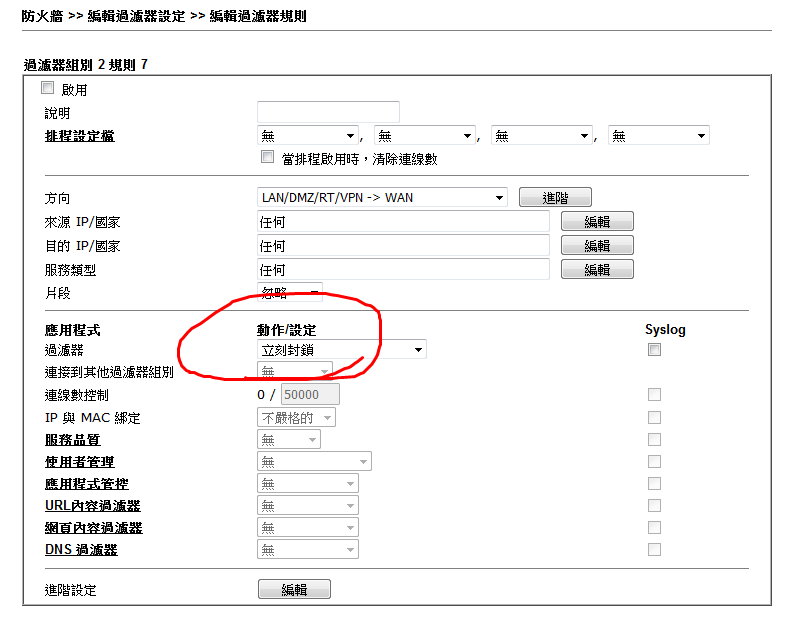 防火牆 >> 編輯過濾器設定 >> 編輯過濾器規則
過濾器組別 2 規則 7
啟用
說明
排程設定檔 無 , 無 , 無 , 無
當排程啟用時，清除連線數
方向 LAN/DMZ/RT/VPN -> WAN 進階
來源 IP/國家 任何 編輯
目的 IP/國家 任何 編輯
服務類型 任何 編輯
片段 忽略
應用程式 動作/設定 Syslog
過濾器 立刻封鎖
連接到其他過濾器組別 無
連線數控制 0 / 50000
IP 與 MAC 綁定 不嚴格的
服務品質 無
使用者管理 無
應用程式管控 無
URL內容過濾器 無
網頁內容過濾器 無
DNS 過濾器 無
進階設定 編輯